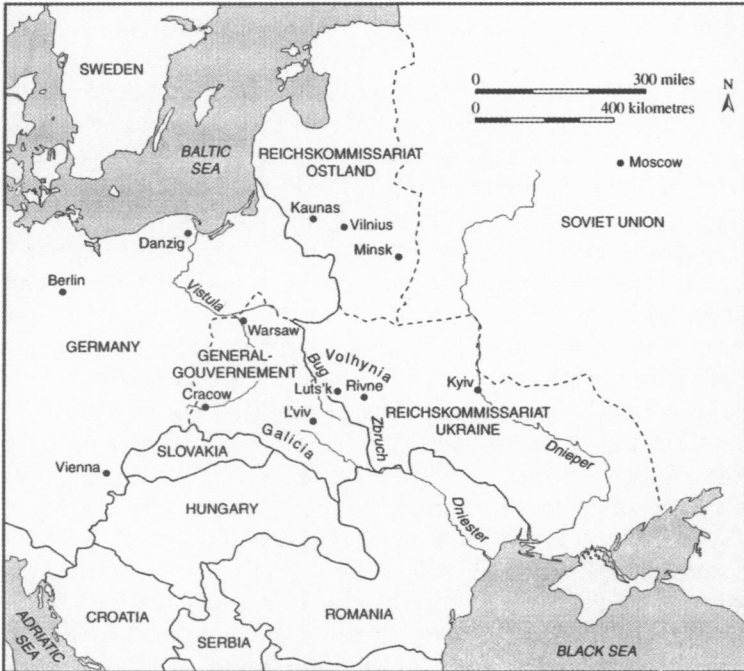 SWEDEN
0 300 miles
0 400 kilometres
N
Moscow
BALTIC
SEA
REICHSKOMMISSARIAT
OSTLAND
SOVIET UNION
Kaunas
Vilnius
Danzig
Minsk
Berlin
Vistula
Warsaw
GERMANY
GENERAL-
GOUVERNEMENT
Bug
Volhynia
Luts'k
Rivne
Kyiv
Cracow
L'viv
REICHSKOMMISSARIAT
UKRAINE
Galicia
Zbruch
Dnieper
SLOVAKIA
Vienna
HUNGARY
Dniester
CROATIA
ROMANIA
SERBIA
ADRIATIC
SEA
BLACK SEA